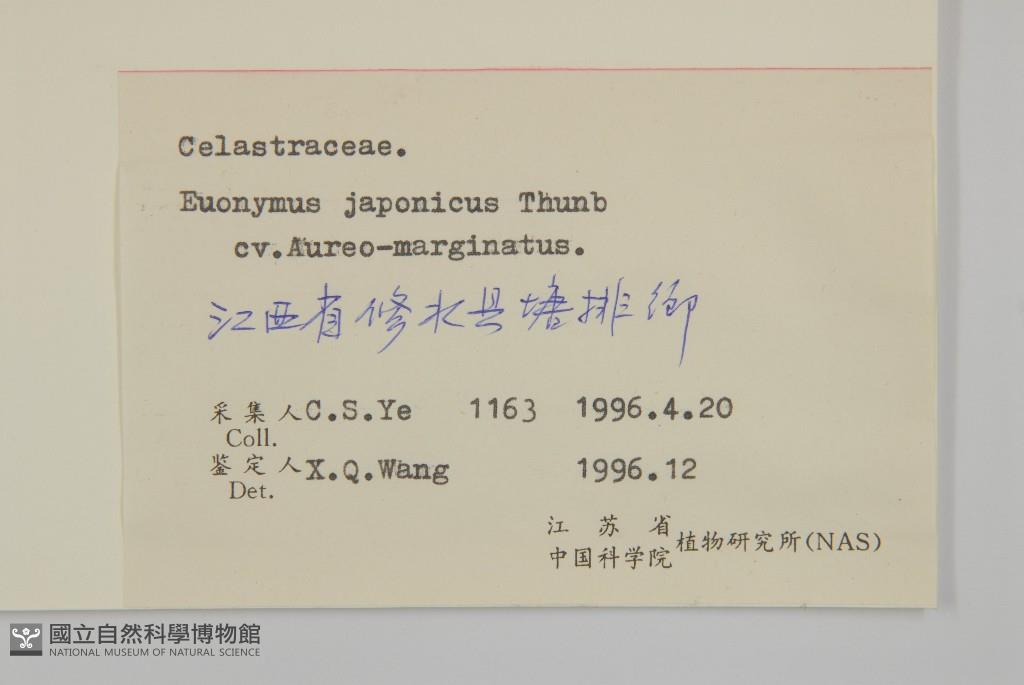 Celastraceae.
Euonymus japonicus Thunb
cv.Aureo-marginatus.
江西省修水县塘排鄉
采集人 C.S.Ye 1163 1996.4.20
Coll.
鉴定人 X.Q.Wang 1996.12
Det.
江苏省
中国科学院 植物研究所(NAS)
國立自然科學博物館
NATIONAL MUSEUM OF NATURAL SCIENCE